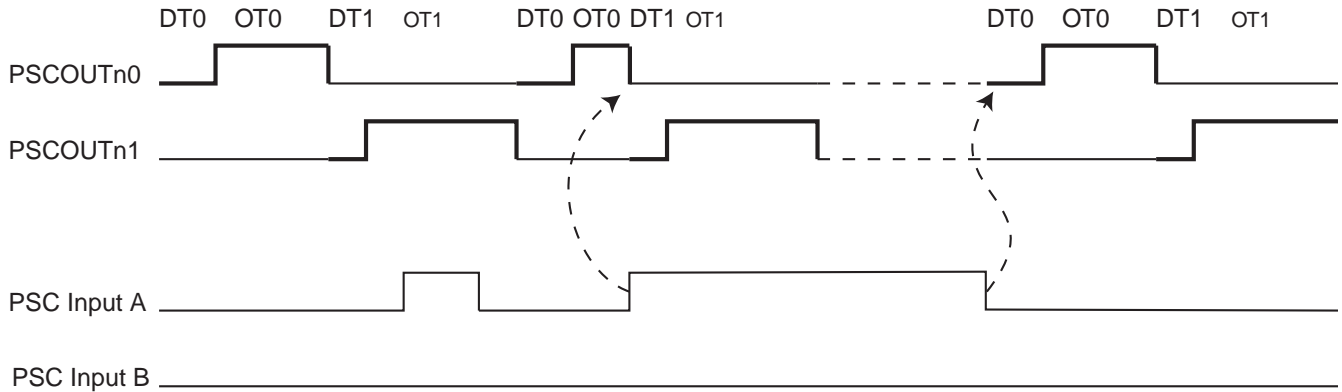 DT0 OT0 DT1 OT1 DT0 OT0 DT1 OT1 DT0 OT0 DT1 OT1
PSCOUTn0
PSCOUTn1
PSC Input A
PSC Input B